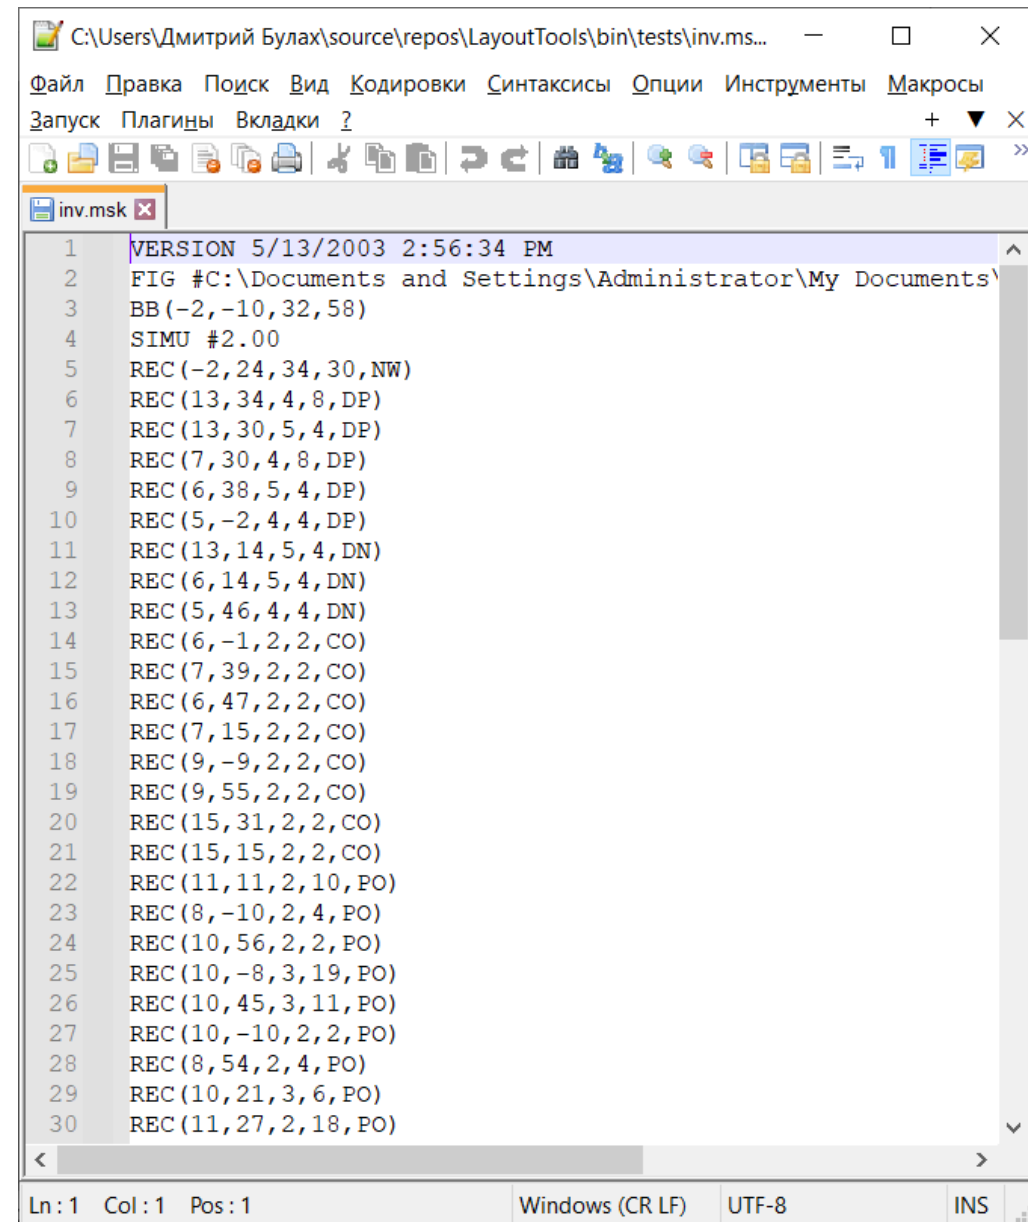 C:\Users\Дмитрий Булах\source\repos\LayoutTools\bin\tests\inv.ms...
Файл Правка Поиск Вид Кодировки Синтаксисы Опции Инструменты Макросы
Запуск Плагины Вкладки ? + ▼ X
inv.msk
1 VERSION 5/13/2003 2:56:34 PM
2 FIG #C:\Documents and Settings\Administrator\My Documents\
3 BB(-2,-10,32,58)
4 SIMU #2.00
5 REC(-2,24,34,30,NW)
6 REC(13,34,4,8,DP)
7 REC(13,30,5,4,DP)
8 REC(7,30,4,8,DP)
9 REC(6,38,5,4,DP)
10 REC(5,-2,4,4,DP)
11 REC(13,14,5,4,DN)
12 REC(6,14,5,4,DN)
13 REC(5,46,4,4,DN)
14 REC(6,-1,2,2,CO)
15 REC(7,39,2,2,CO)
16 REC(6,47,2,2,CO)
17 REC(7,15,2,2,CO)
18 REC(9,-9,2,2,CO)
19 REC(9,55,2,2,CO)
20 REC(15,31,2,2,CO)
21 REC(15,15,2,2,CO)
22 REC(11,11,2,10,PO)
23 REC(8,-10,2,4,PO)
24 REC(10,56,2,2,PO)
25 REC(10,-8,3,19,PO)
26 REC(10,45,3,11,PO)
27 REC(10,-10,2,2,PO)
28 REC(8,54,2,4,PO)
29 REC(10,21,3,6,PO)
30 REC(11,27,2,18,PO)
Ln : 1 Col : 1 Pos : 1 Windows (CR LF) UTF-8 INS